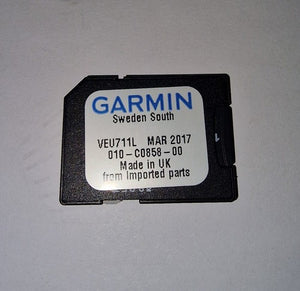 GARMIN
Sweden South
VEU711L MAR 2017
010-C0858-00
Made in UK
from Imported parts